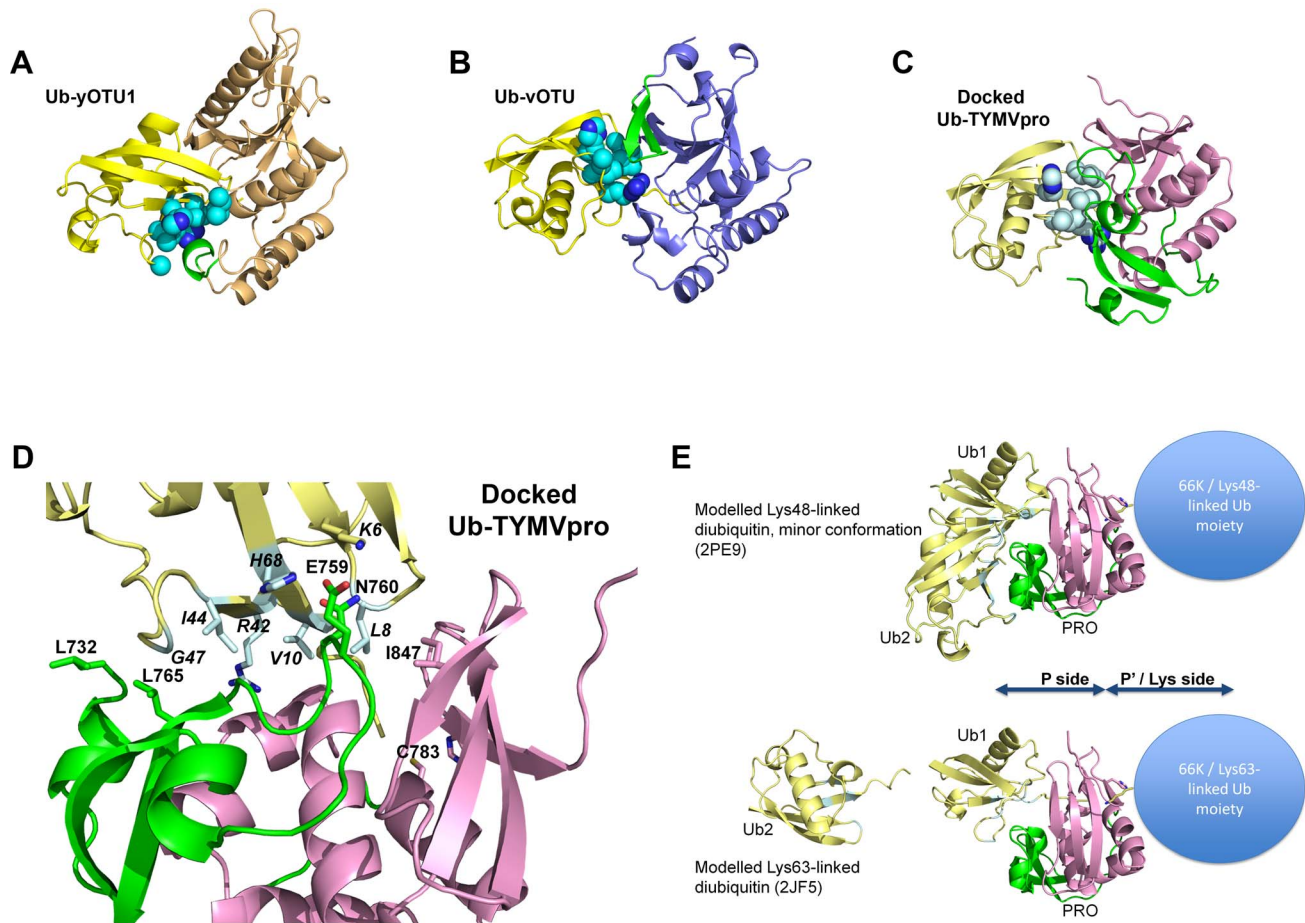 A
Ub-yOTU1
B
Ub-vOTU
C
Docked
Ub-TYMVpro
D
Docked
Ub-TYMVpro
K6
H68
E759
N760
I44
R42
L8
L732
G47
V10
I847
L765
C783
E
Ub1
Modelled Lys48-linked
diubiquitin, minor conformation
(2PE9)
66K / Lys48-
linked Ub
moiety
Ub2
PRO
P side
P' / Lys side
Ub1
66K / Lys63-
linked Ub
moiety
Ub2
Modelled Lys63-linked
diubiquitin (2JF5)
PRO